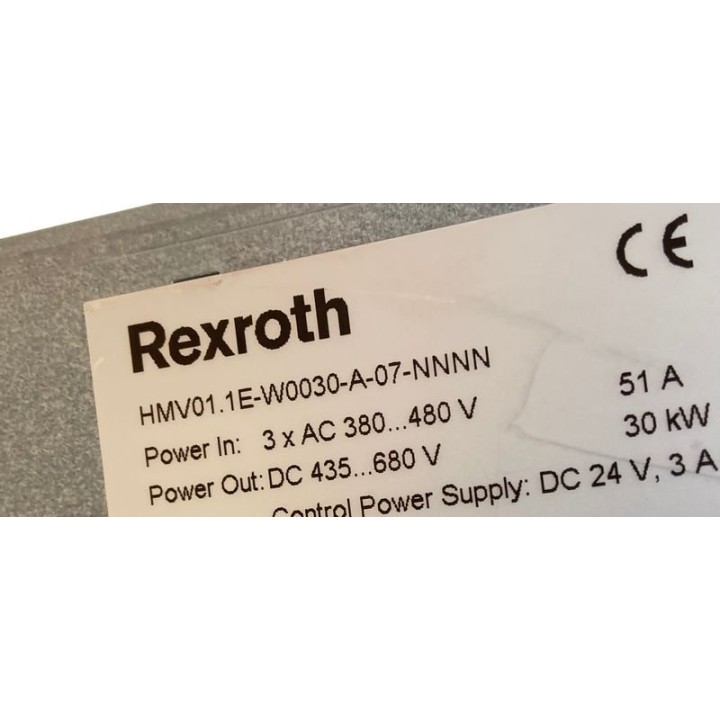 CE
Rexroth
HMV01.1E-W0030-A-07-NNNN
Power In: 3 x AC 380...480 V 51 A
Power Out: DC 435...680 V 30 kW
Control Power Supply: DC 24 V, 3 A